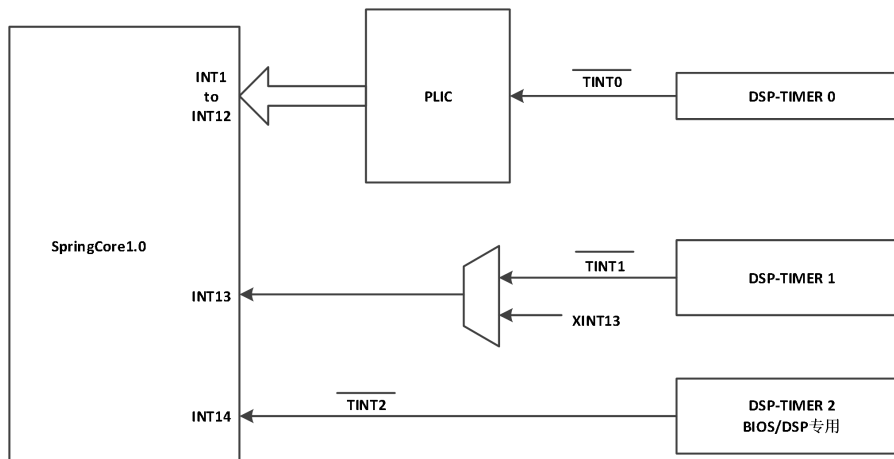 INT1
to
INT12
PLIC
TINT0
DSP-TIMER 0
SpringCore1.0
INT13
TINT1
XINT13
DSP-TIMER 1
INT14
TINT2
DSP-TIMER 2
BIOS/DSP专用